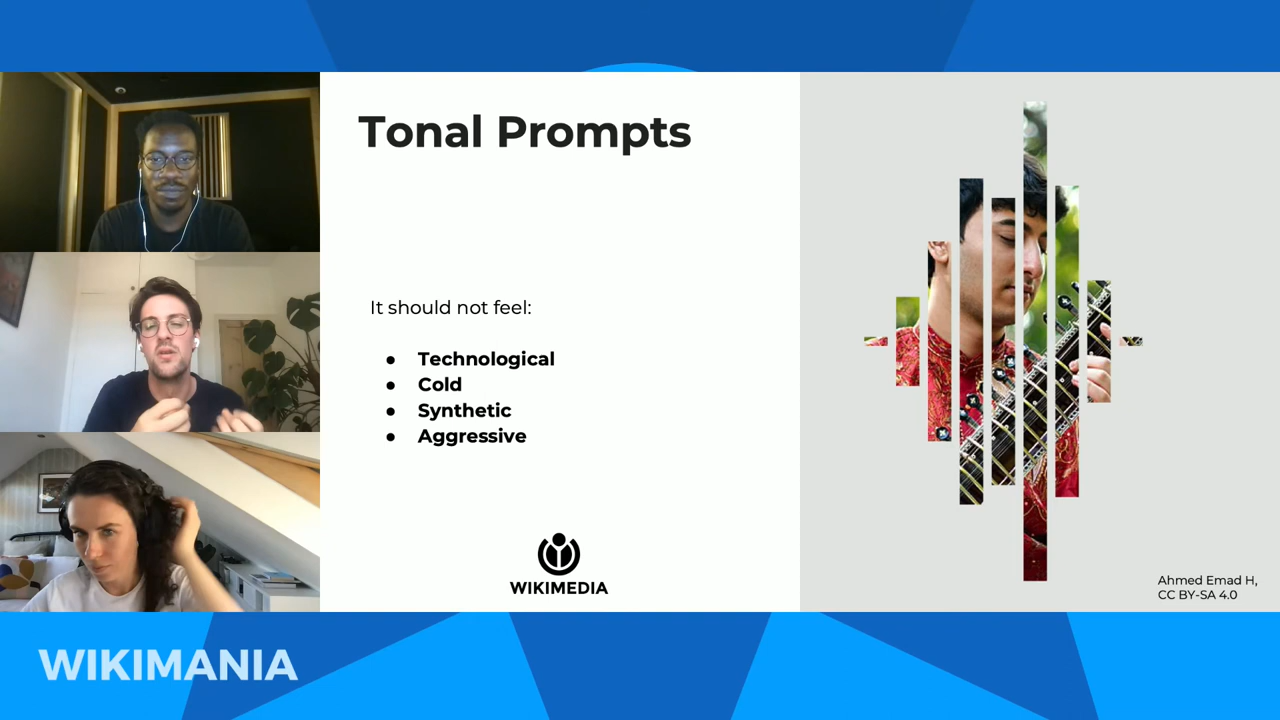 Tonal Prompts
It should not feel:
● Technological
● Cold
● Synthetic
● Aggressive
WIKIMEDIA
Ahmed Emad H,
CC BY-SA 4.0
WIKIMANIA